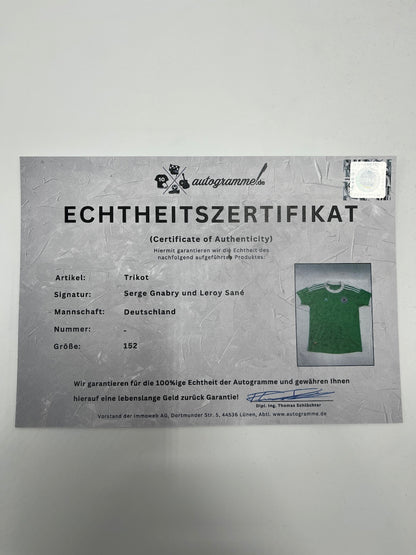 autogramme.de
ECHTHEITSZERTIFIKAT
(Certificate of Authenticity)
Hiermit garantieren wir die Echtheit des
nachfolgend aufgeführten Produktes:
Artikel: Trikot
Signatur: Serge Gnabry und Leroy Sané
Mannschaft: Deutschland
Nummer: -
Größe: 152
Wir garantieren für die 100%ige Echtheit der Autogramme und gewähren Ihnen
hierauf eine lebenslange Geld zurück Garantie!
Dipl. Ing. Thomas Schlüchter
Vorstand der Immoweb AG, Dortmunder Str. 5, 44536 Lünen, Abtl. www.autogramme.de